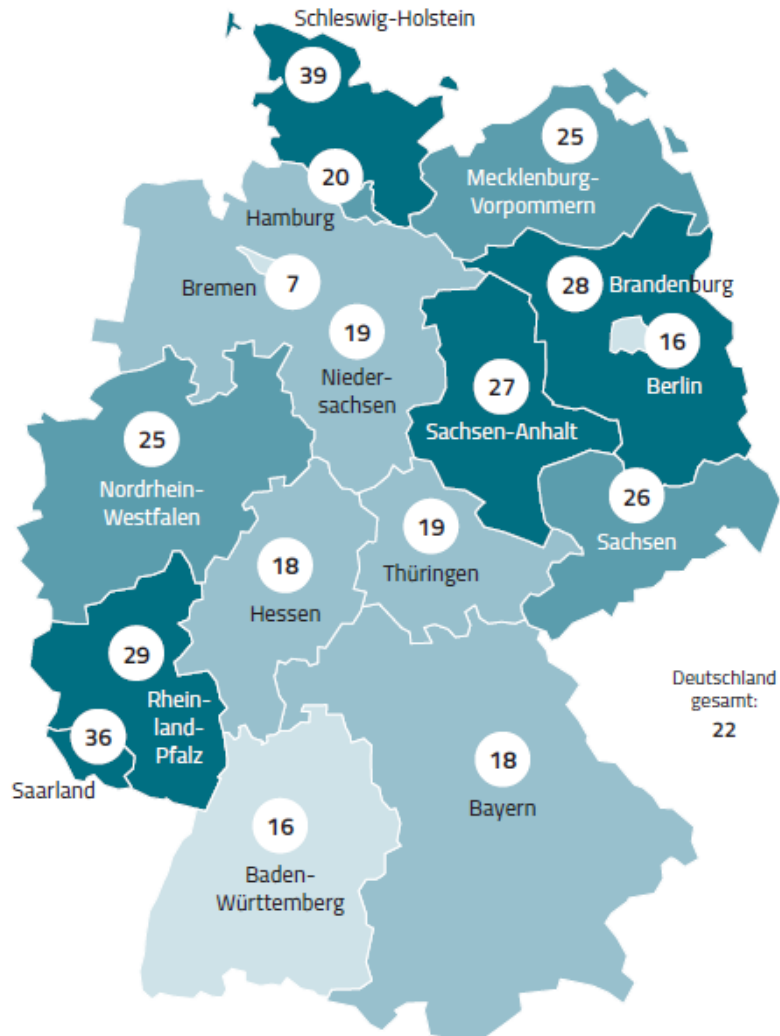 Schleswig-Holstein
39
25
Mecklenburg-
Vorpommern
20
Hamburg
Bremen
7
28
Brandenburg
16
Berlin
19
Nieder-
sachsen
27
Sachsen-Anhalt
25
Nordrhein-
Westfalen
26
Sachsen
19
Thüringen
18
Hessen
29
Rhein-
land-
Pfalz
36
Saarland
Deutschland
gesamt:
22
18
Bayern
16
Baden-
Württemberg